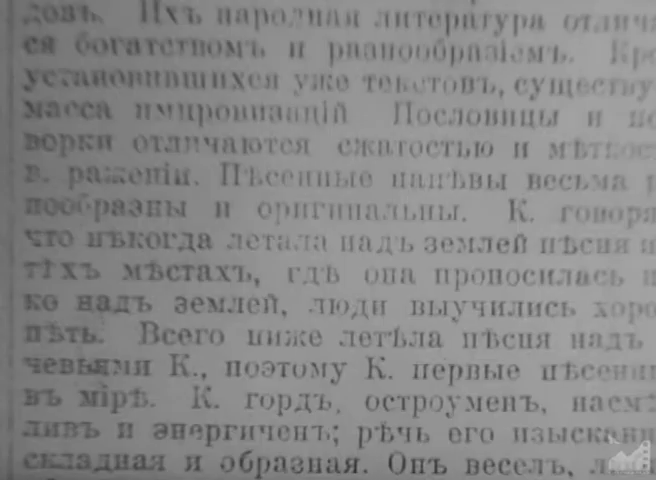 довъ. Ихъ народная литература отлича
ся богатствомъ и разнообразіемъ. Кро
установившихся уже текстовъ, существу
масса импровизацій Пословицы и по
ворки отличаются сжатостью и мѣткос
в. раженіи. Пѣсенные напѣвы весьма р
нообразны и оригинальны. К. говоря
что нѣкогда летала надъ землей пѣсня и
тѣхъ мѣстахъ, гдѣ она проносилась н
ко надъ землей, люди выучились хоро
пѣть. Всего ниже летѣла пѣсня надъ
чевьями К., поэтому К. первые пѣсенни
въ мірѣ. К. гордъ, остроуменъ, насмѣ
ливъ и энергиченъ; рѣчь его изысканн
складная и образная. Онъ веселъ, л